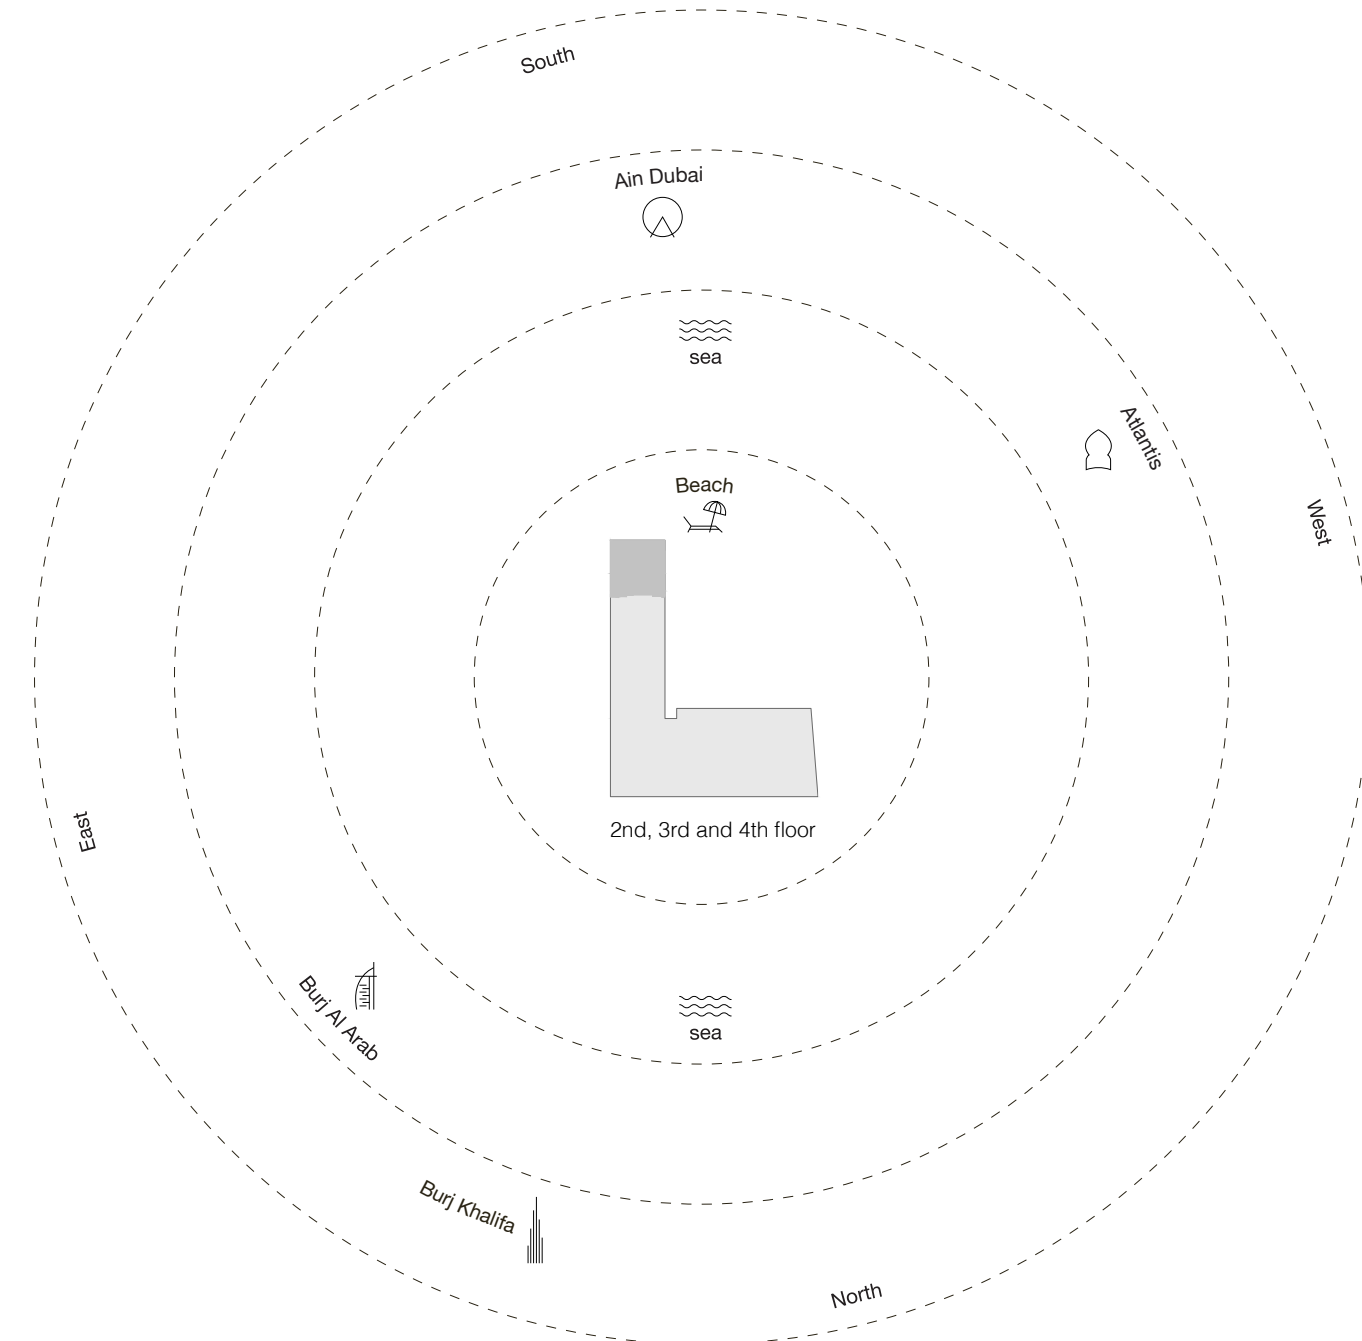 South
Ain Dubai
sea
Atlantis
Beach
West
2nd, 3rd and 4th floor
East
Burj Al Arab
sea
Burj Khalifa
North